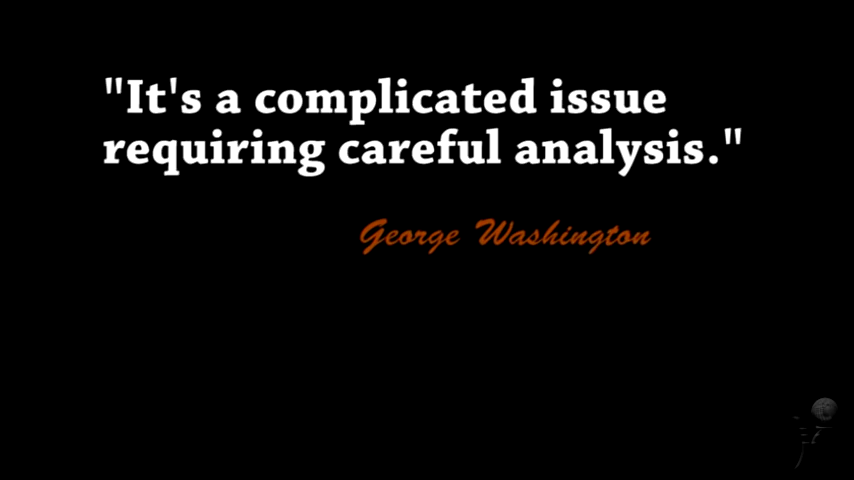 "It's a complicated issue
requiring careful analysis."
George Washington